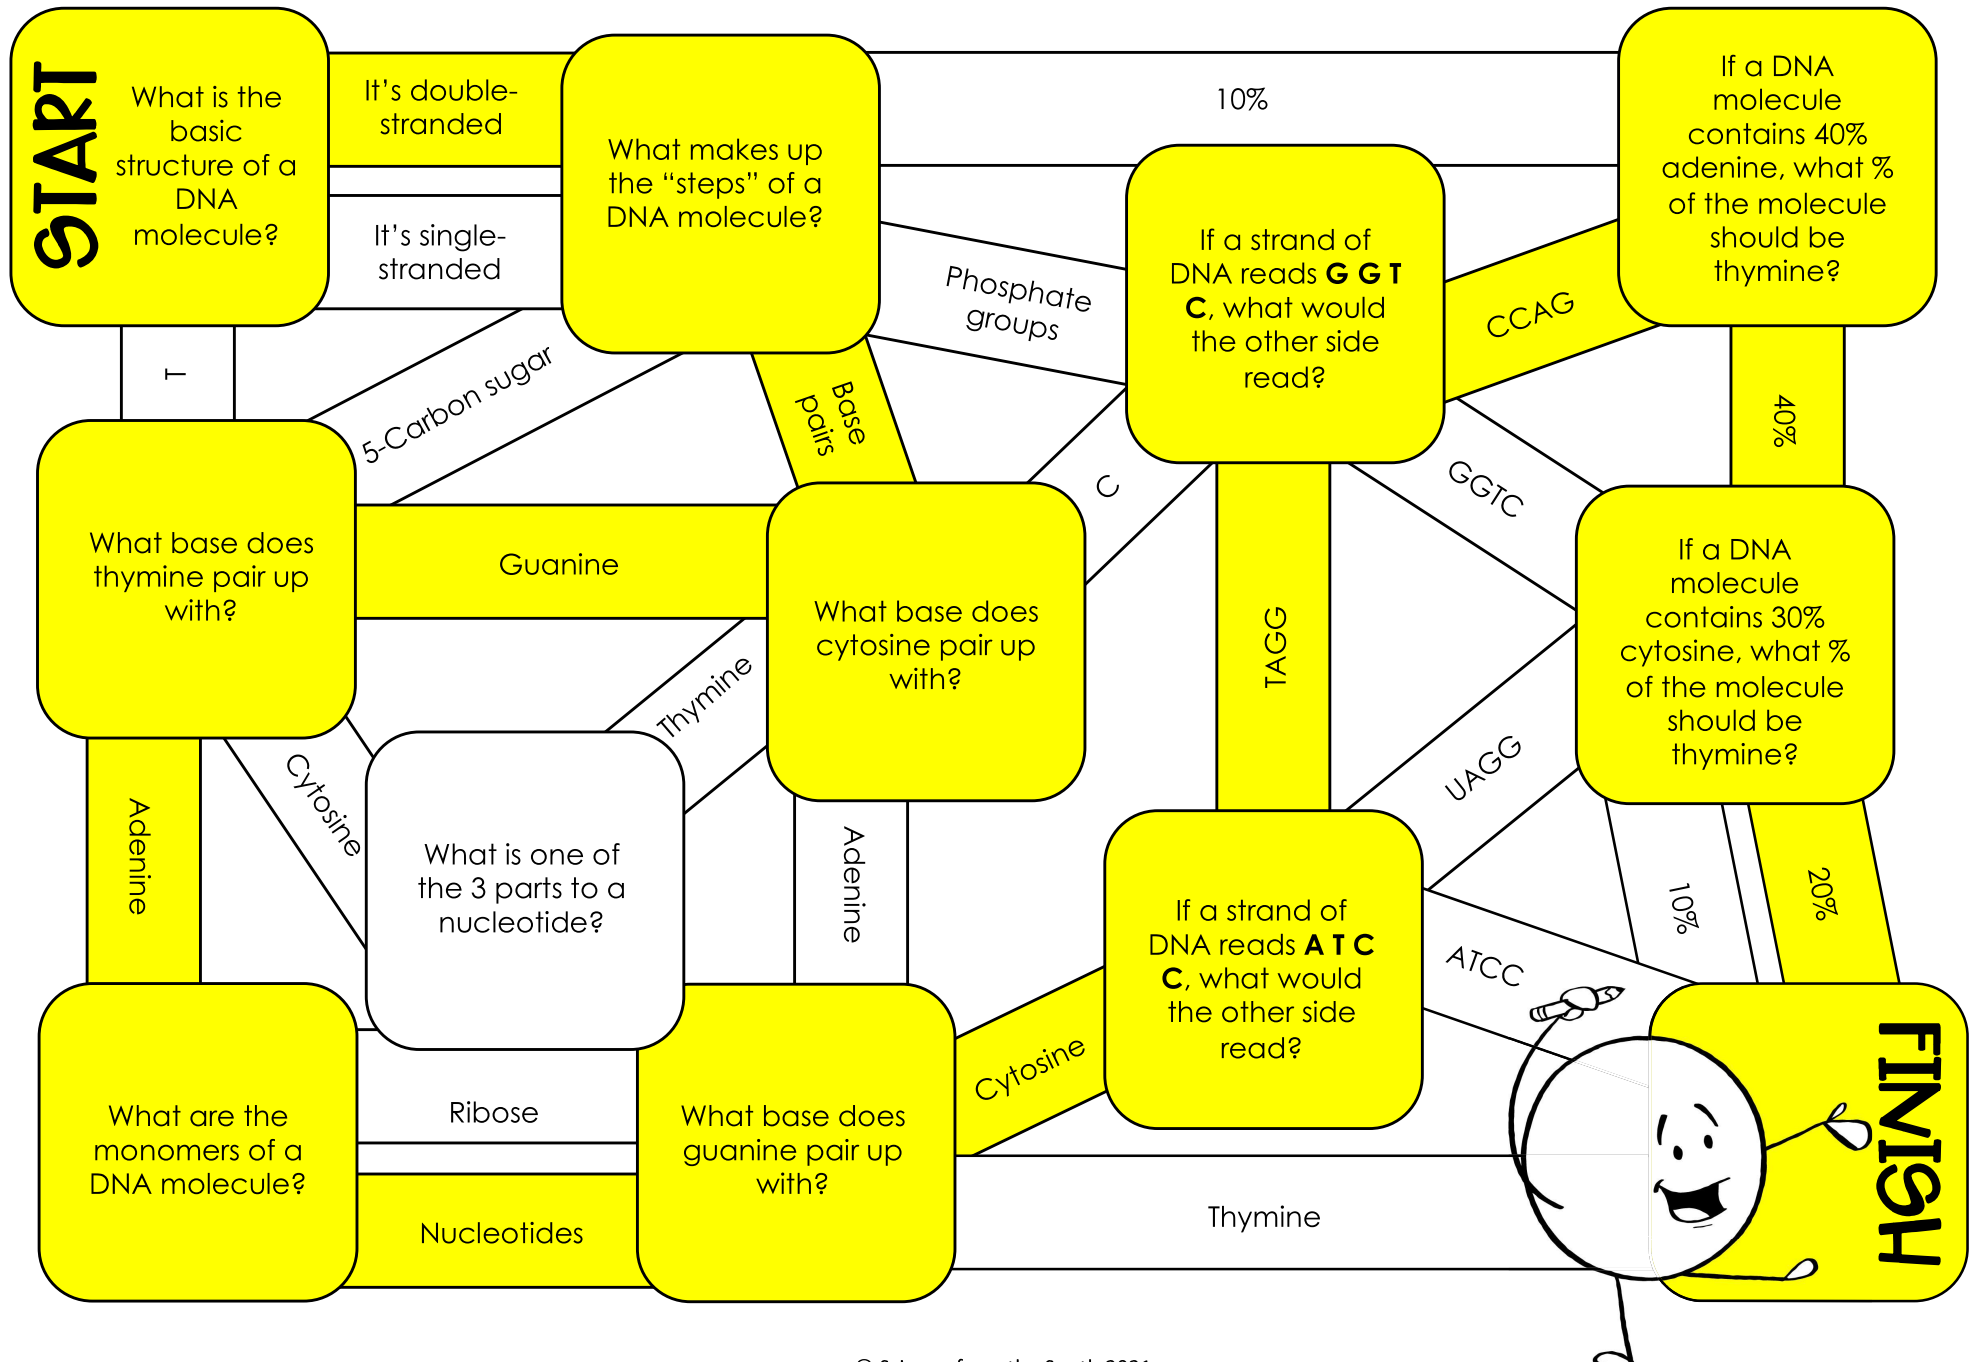 START
What is the
basic
structure of a
DNA
molecule?
It's double-
stranded
It's single-
stranded
What makes up
the “steps” of a
DNA molecule?
10%
If a DNA
molecule
contains 40%
adenine, what %
of the molecule
should be
thymine?
Phosphate
groups
If a strand of
DNA reads G G T
C, what would
the other side
read?
CCAG
T
5-Carbon sugar
Base
pairs
C
GGTC
40%
What base does
thymine pair up
with?
Guanine
What base does
cytosine pair up
with?
TAGG
If a DNA
molecule
contains 30%
cytosine, what %
of the molecule
should be
thymine?
Thymine
UAGG
Adenine
Cytosine
What is one of
the 3 parts to a
nucleotide?
Adenine
If a strand of
DNA reads A T C
C, what would
the other side
read?
ATCC
10%
20%
What are the
monomers of a
DNA molecule?
Ribose
Nucleotides
What base does
guanine pair up
with?
Cytosine
Thymine
FINISH